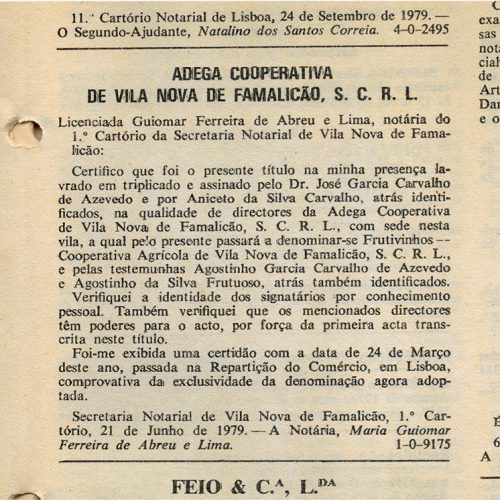 11.º Cartório Notarial de Lisboa, 24 de Setembro de 1979. —
O Segundo-Ajudante, Natalino dos Santos Correia. 4-0-2495
ADEGA COOPERATIVA
DE VILA NOVA DE FAMALICÃO, S. C. R. L.
Licenciada Guiomar Ferreira de Abreu e Lima, notária do
1.º Cartório da Secretaria Notarial de Vila Nova de Fama-
licão:
Certifico que foi o presente título na minha presença la-
vrado em triplicado e assinado pelo Dr. José Garcia Carvalho
de Azevedo e por Aniceto da Silva Carvalho, atrás identi-
ficados, na qualidade de directores da Adega Cooperativa
de Vila Nova de Famalicão, S. C. R. L., com sede nesta
vila, a qual pelo presente passará a denominar-se Frutivinhos —
Cooperativa Agrícola de Vila Nova de Famalicão, S. C. R. L.,
e pelas testemunhas Agostinho Garcia Carvalho de Azevedo
e Agostinho da Silva Frutuoso, atrás também identificados.
Verifiquei a identidade dos signatários por conhecimento
pessoal. Também verifiquei que os mencionados directores
têm poderes para o acto, por força da primeira acta trans-
crita neste título.
Foi-me exibida uma certidão com a data de 24 de Março
deste ano, passada na Repartição do Comércio, em Lisboa,
comprovativa da exclusividade da denominação agora adop-
tada.
Secretaria Notarial de Vila Nova de Famalicão, 1.º Car-
tório, 21 de Junho de 1979. — A Notária, Maria Guiomar
Ferreira de Abreu e Lima. 1-0-9175
FEIO & C.ᴬ, L.ᴰᴬ
exa
sas
nota
cial
de
Art
Dan
e o
É
6
A